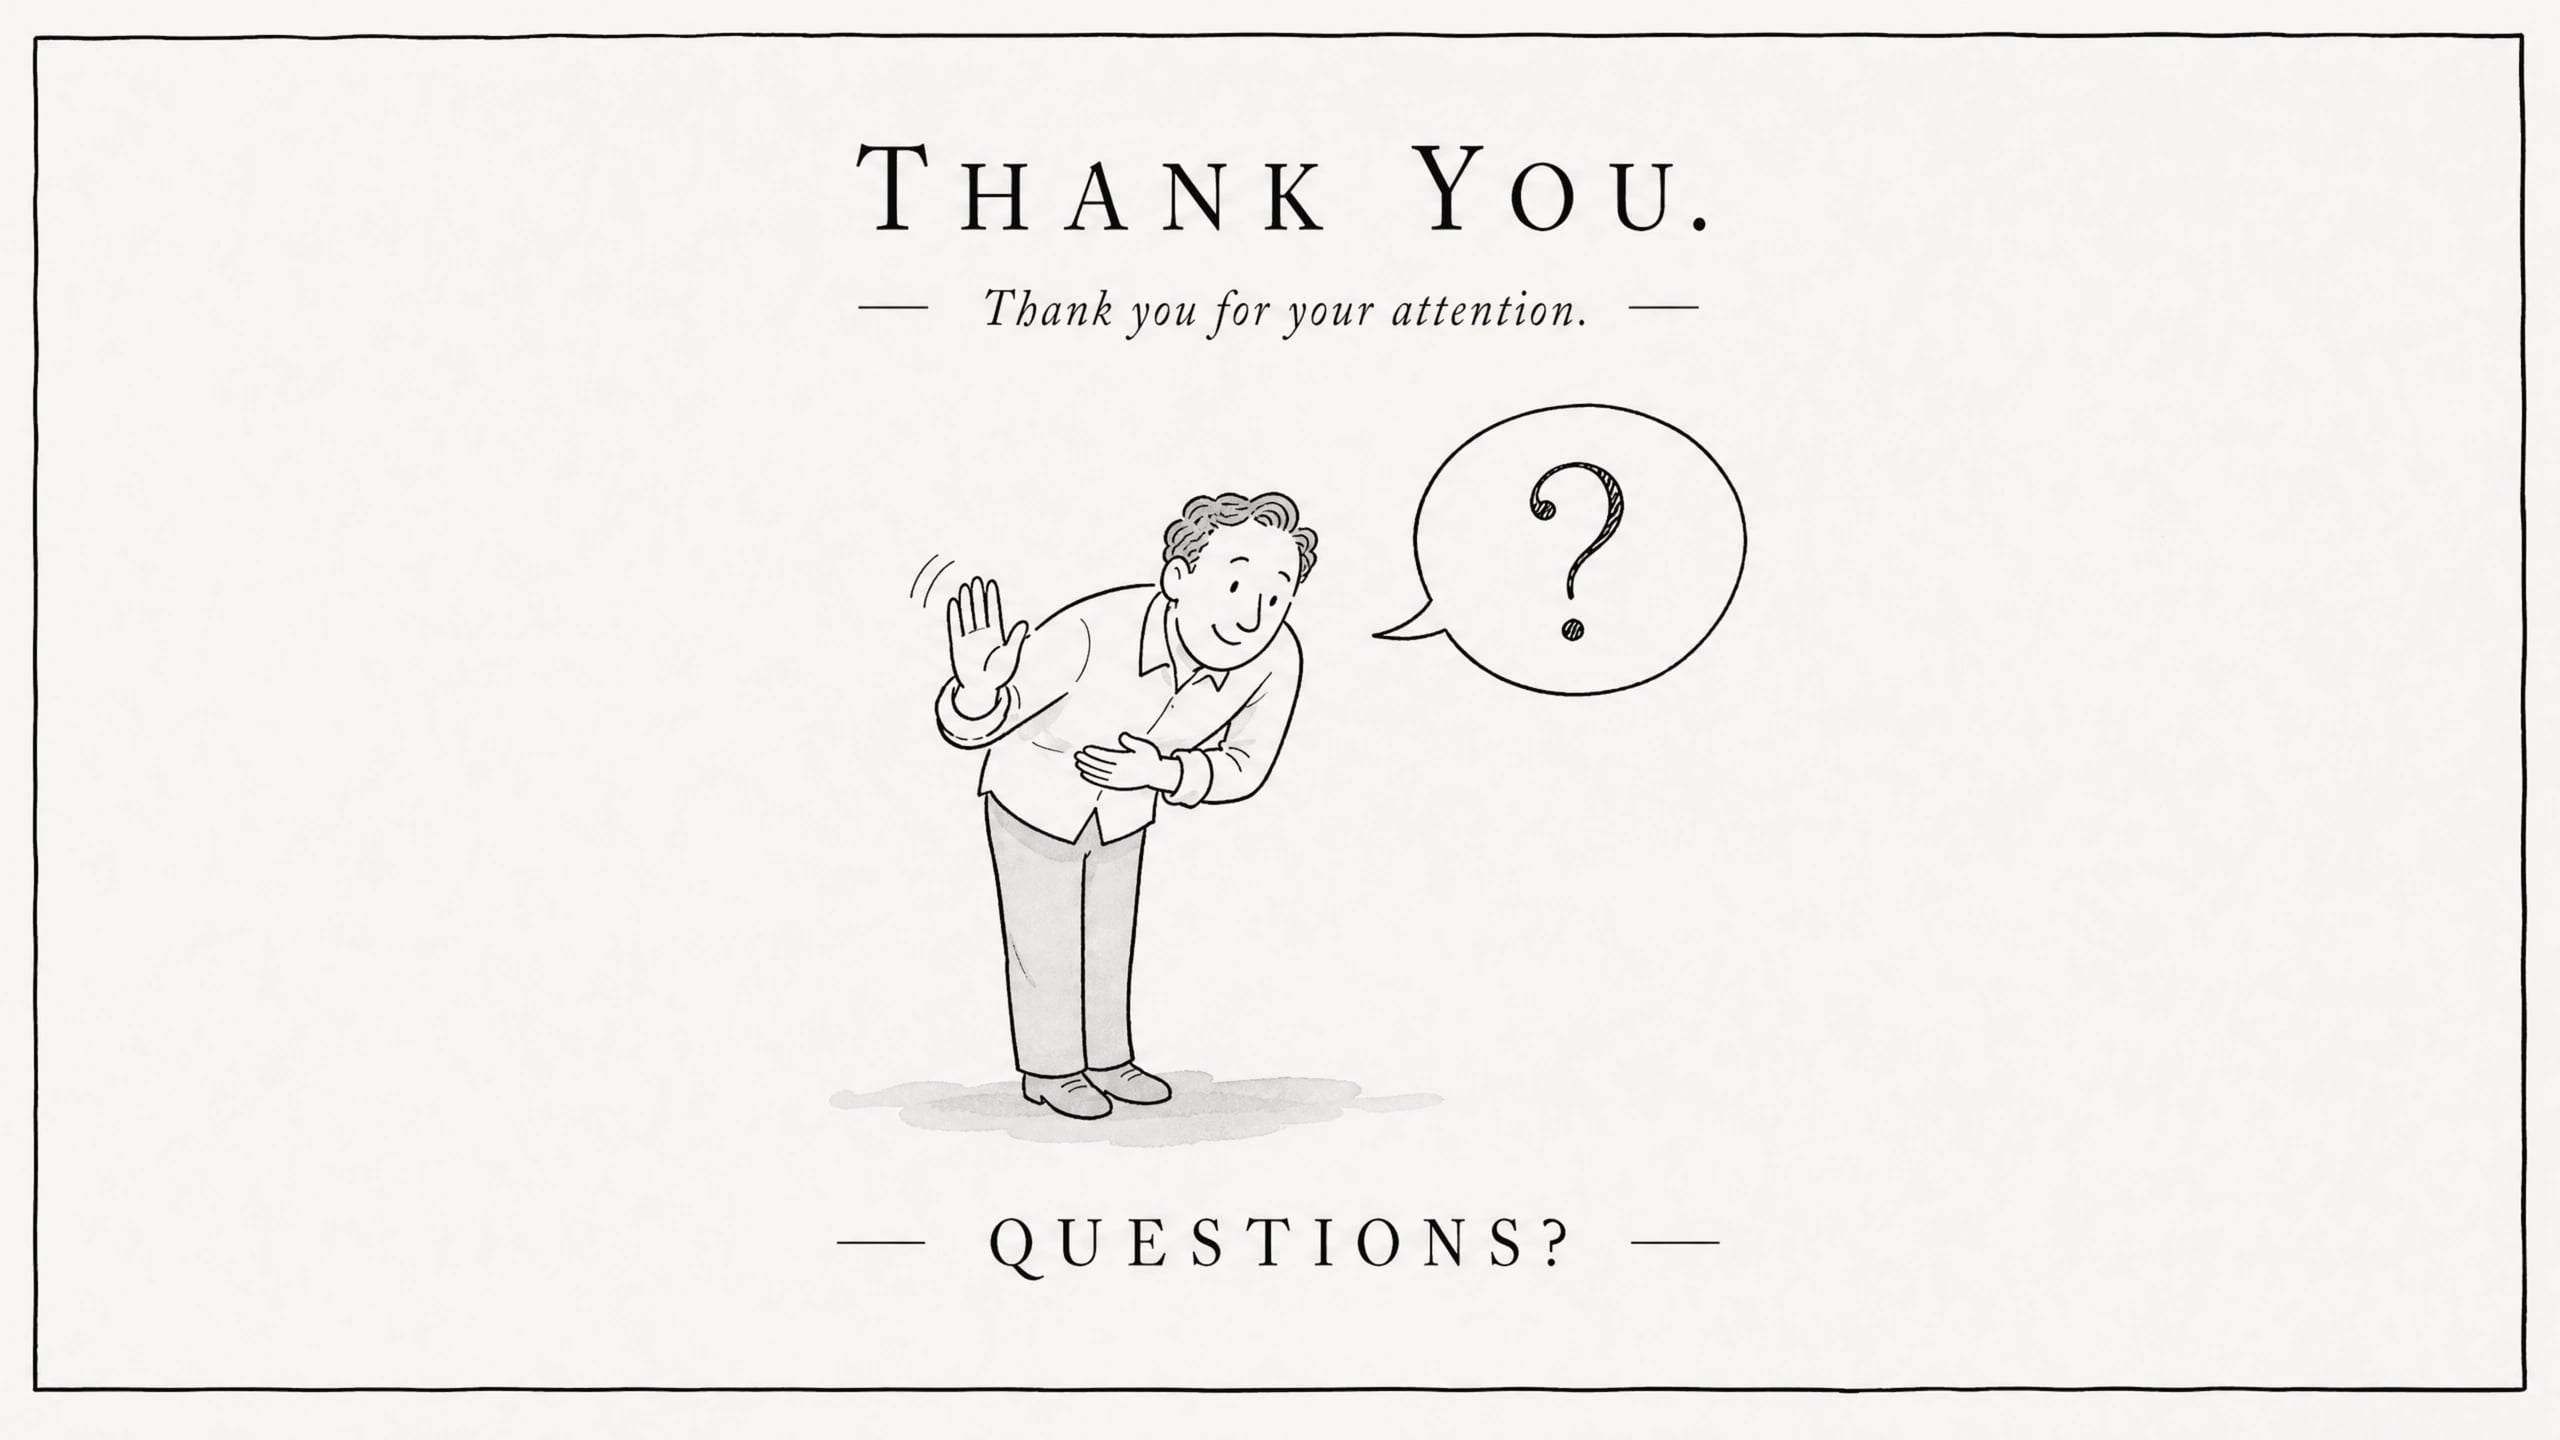 THANK YOU.
Thank you for your attention.
?
QUESTIONS?